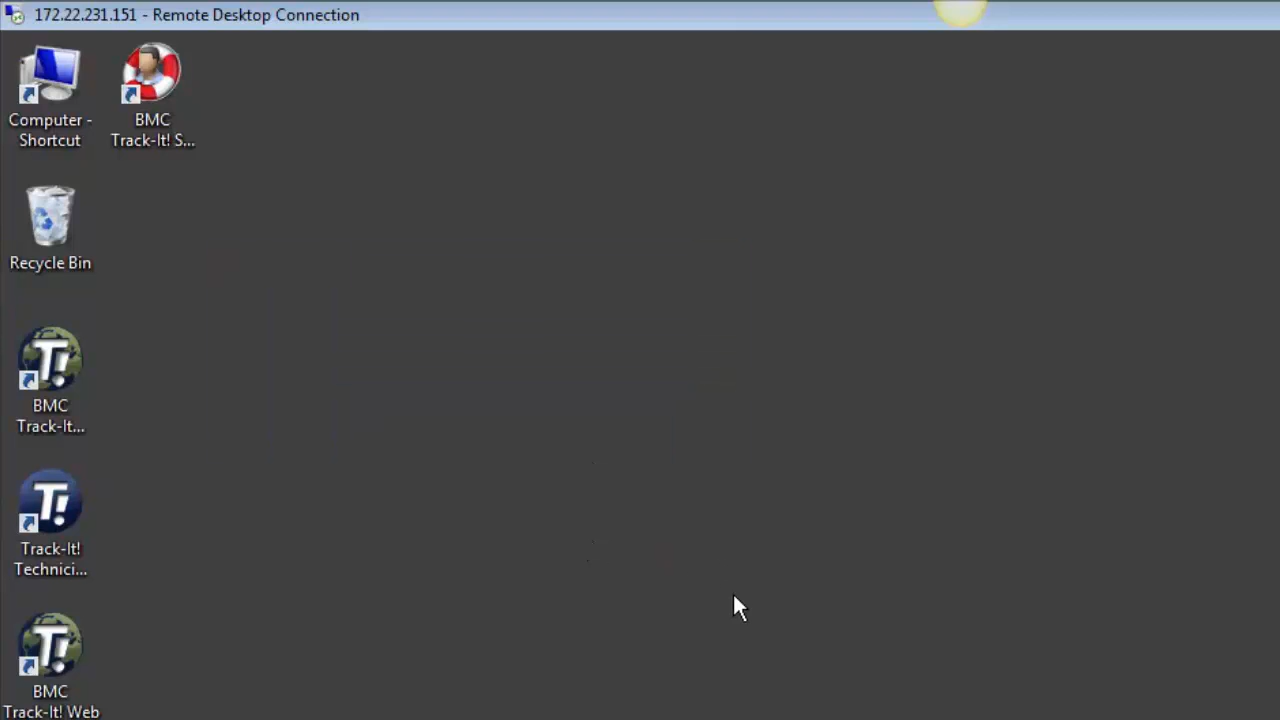 172.22.231.151 - Remote Desktop Connection
Computer -
Shortcut
BMC
Track-It! S...
Recycle Bin
T!
BMC
Track-It...
T!
Track-It!
Technici...
T!
BMC
Track-It! Web